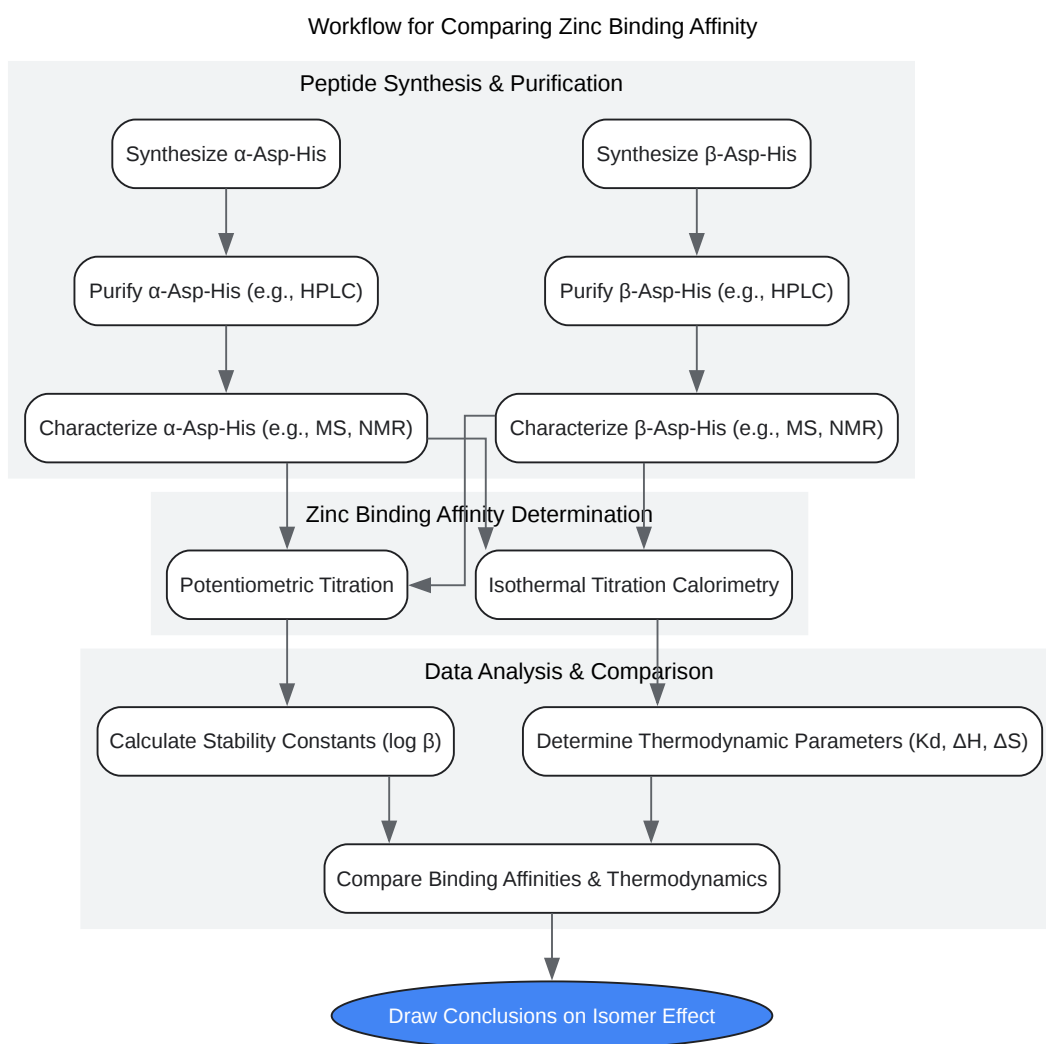 Workflow for Comparing Zinc Binding Affinity
Peptide Synthesis & Purification
Synthesize α-Asp-His
Synthesize β-Asp-His
Purify α-Asp-His (e.g., HPLC)
Purify β-Asp-His (e.g., HPLC)
Characterize α-Asp-His (e.g., MS, NMR)
Characterize β-Asp-His (e.g., MS, NMR)
Zinc Binding Affinity Determination
Potentiometric Titration
Isothermal Titration Calorimetry
Data Analysis & Comparison
Calculate Stability Constants (log β)
Determine Thermodynamic Parameters (Kd, ΔH, ΔS)
Compare Binding Affinities & Thermodynamics
Draw Conclusions on Isomer Effect